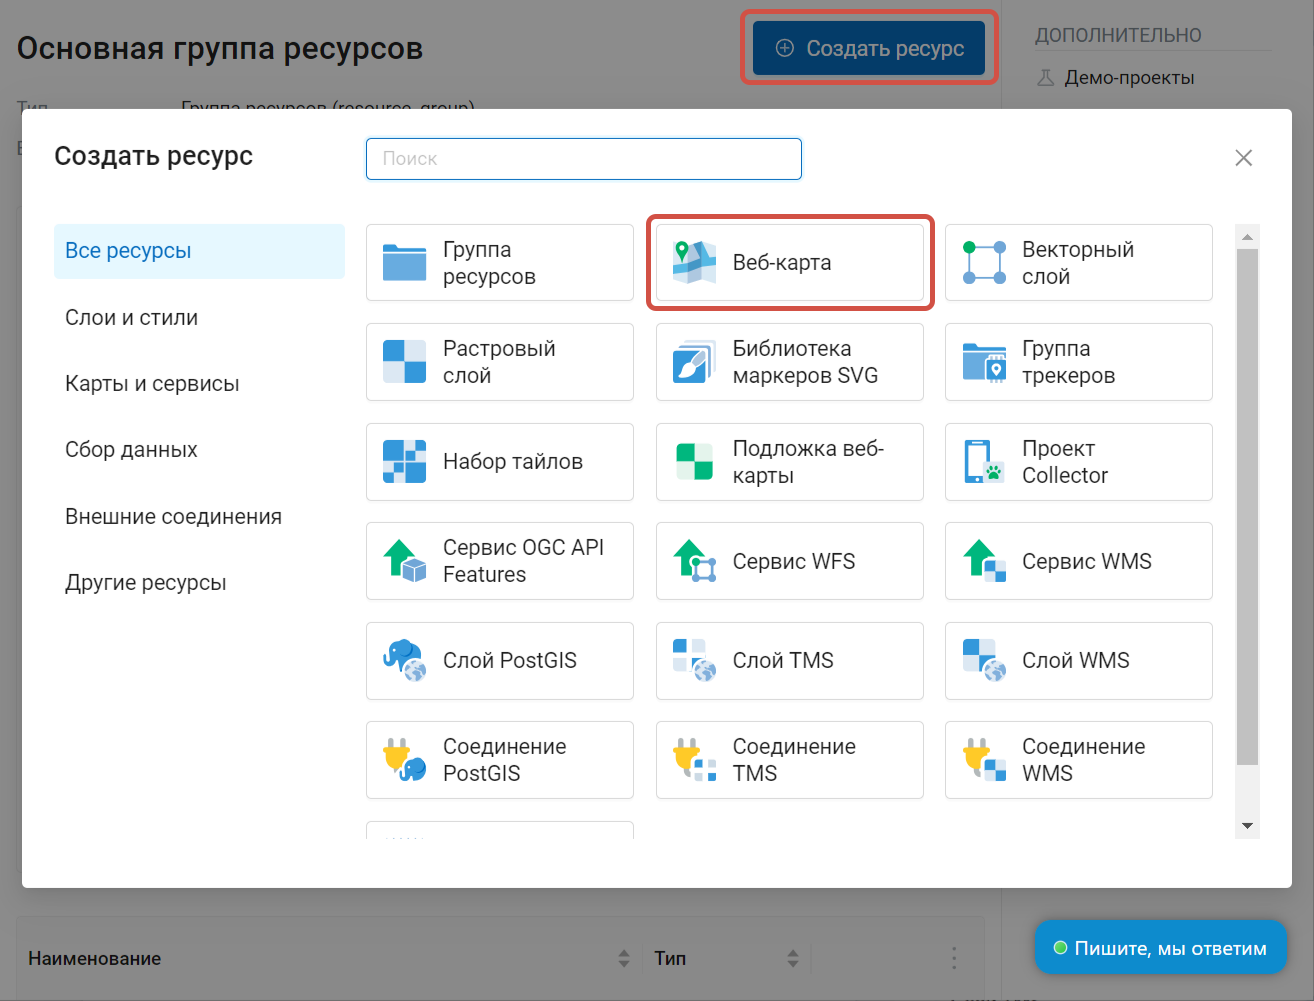 Основная группа ресурсов
Создать ресурс
ДОПОЛНИТЕЛЬНО
Демо-проекты
Тип
Группа ресурсов (resource_group)
Создать ресурс
Поиск
Все ресурсы
Слои и стили
Карты и сервисы
Сбор данных
Внешние соединения
Другие ресурсы
Группа
ресурсов
Веб-карта
Векторный
слой
Растровый
слой
Библиотека
маркеров SVG
Группа
трекеров
Набор тайлов
Подложка веб-
карты
Проект
Collector
Сервис OGC API
Features
Сервис WFS
Сервис WMS
Слой PostGIS
Слой TMS
Слой WMS
Соединение
PostGIS
Соединение
TMS
Соединение
WMS
Наименование
Тип
Пишите, мы ответим